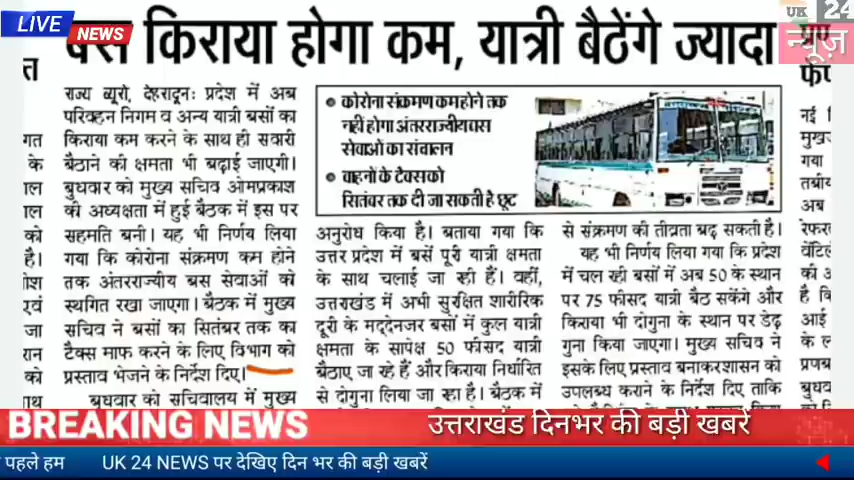 LIVE
NEWS
UK 24
न्यूज़
बस किराया होगा कम, यात्री बैठेंगे ज्यादा
राज्य ब्यूरो, देहरादून: प्रदेश में अब
परिवहन निगम व अन्य यात्री बसों का
किराया कम करने के साथ ही सवारी
बैठाने की क्षमता भी बढ़ाई जाएगी।
बुधवार को मुख्य सचिव ओमप्रकाश
की अध्यक्षता में हुई बैठक में इस पर
सहमति बनी। यह भी निर्णय लिया
गया कि कोरोना संक्रमण कम होने
तक अंतरराज्यीय बस सेवाओं को
स्थगित रखा जाएगा। बैठक में मुख्य
सचिव ने बसों का सितंबर तक का
टैक्स माफ करने के लिए विभाग को
प्रस्ताव भेजने के निर्देश दिए।
बुधवार को सचिवालय में मुख्य
• कोरोना संक्रमण कम होने तक
नहीं होगा अंतरराज्यीय बस
सेवाओं का संचालन
• वाहनों के टैक्स को
सितंबर तक दी जा सकती है छूट
अनुरोध किया है। बताया गया कि
उत्तर प्रदेश में बसें पूरी यात्री क्षमता
के साथ चलाई जा रही हैं। वहीं,
उत्तराखंड में अभी सुरक्षित शारीरिक
दूरी के मद्देनजर बसों में कुल यात्री
क्षमता के सापेक्ष 50 फीसद यात्री
बैठाए जा रहे हैं और किराया निर्धारित
से दोगुना लिया जा रहा है। बैठक में
से संक्रमण की तीव्रता बढ़ सकती है।
यह भी निर्णय लिया गया कि प्रदेश
में चल रही बसों में अब 50 के स्थान
पर 75 फीसद यात्री बैठ सकेंगे और
किराया भी दोगुना के स्थान पर डेढ़
गुना किया जाएगा। मुख्य सचिव ने
इसके लिए प्रस्ताव बनाकर शासन को
उपलब्ध कराने के निर्देश दिए ताकि
BREAKING NEWS
उत्तराखंड दिनभर की बड़ी खबरें
पहले हम UK 24 NEWS पर देखिए दिन भर की बड़ी खबरें